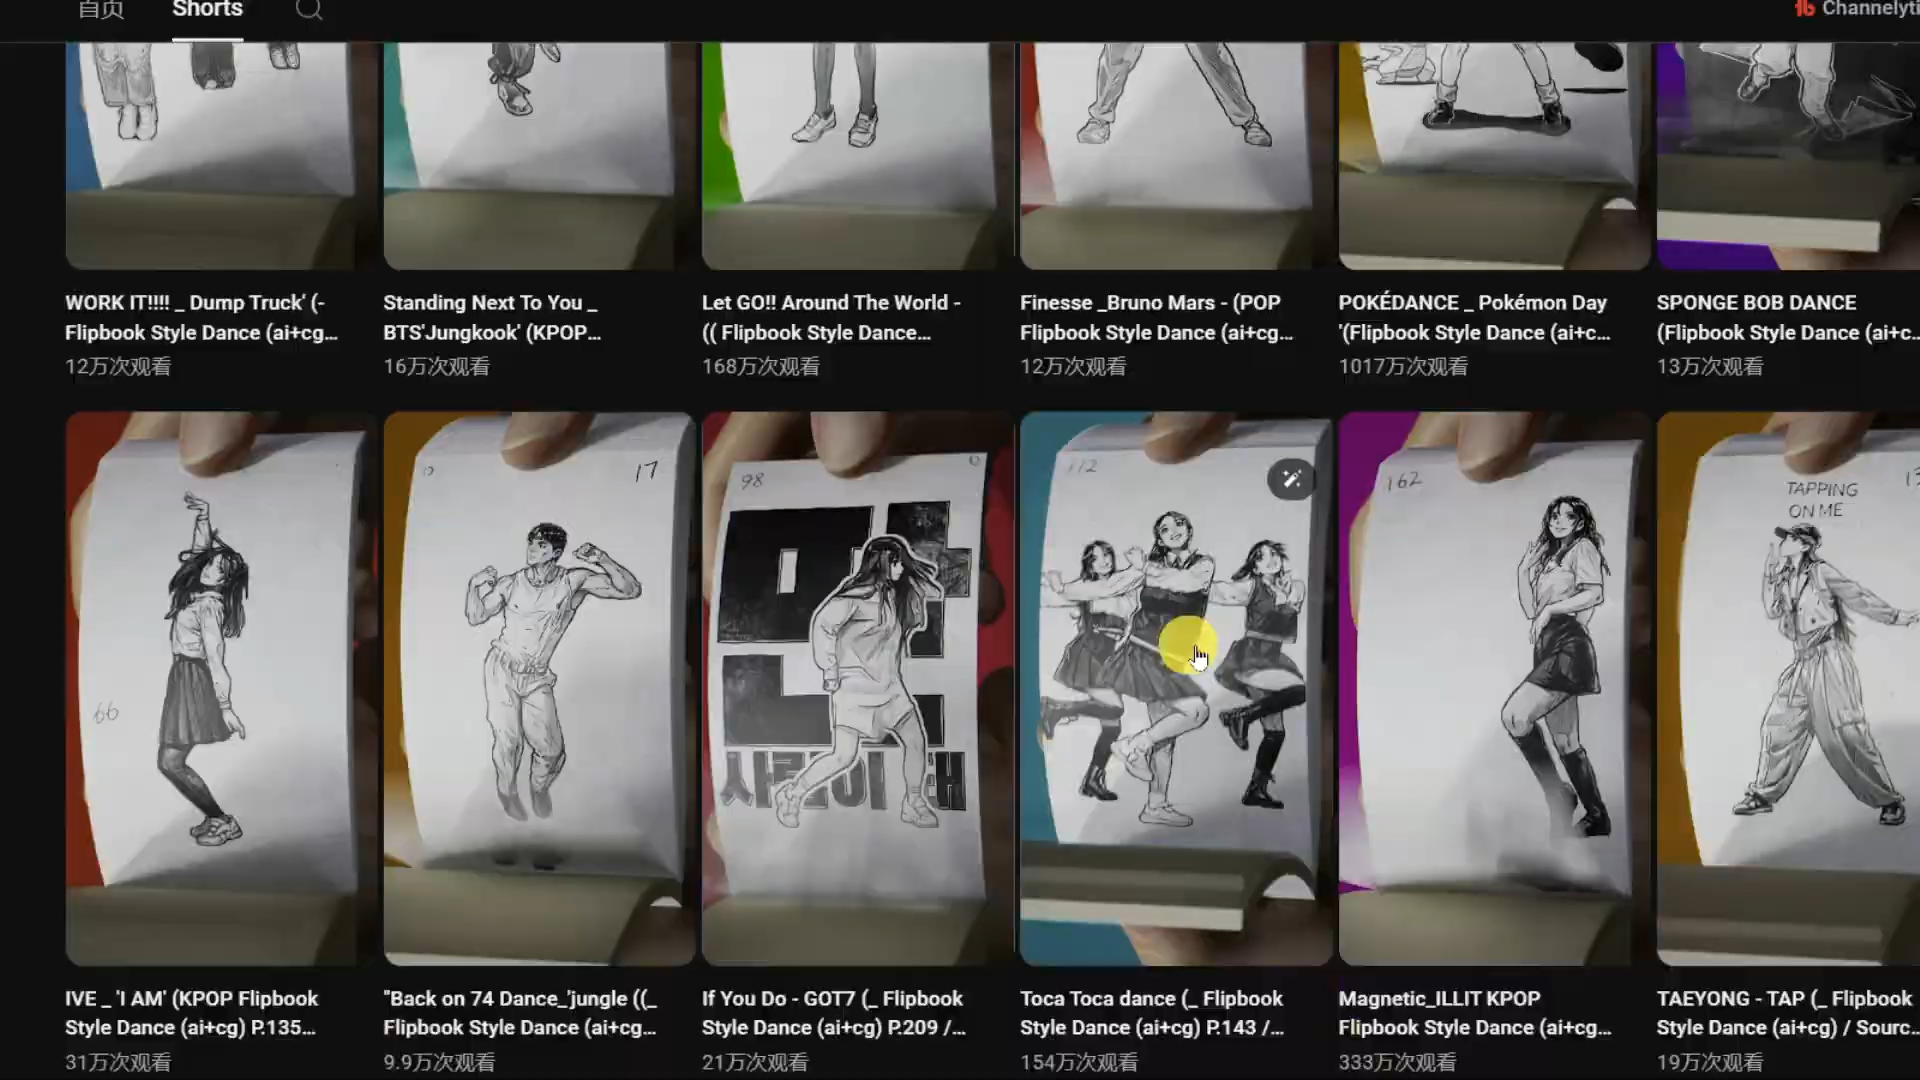 首页 Shorts
Channelyti
WORK IT!!!! _ Dump Truck' (-
Flipbook Style Dance (ai+cg...
12万次观看
Standing Next To You _
BTS'Jungkook' (KPOP...
16万次观看
Let GO!! Around The World -
(( Flipbook Style Dance...
168万次观看
Finesse _Bruno Mars - (POP
Flipbook Style Dance (ai+cg...
12万次观看
POKÉDANCE _ Pokémon Day
'(Flipbook Style Dance (ai+c...
1017万次观看
SPONGE BOB DANCE
(Flipbook Style Dance (ai+c...
13万次观看
66
17
98
112
162
TAPPING
ON ME
IVE _ 'I AM' (KPOP Flipbook
Style Dance (ai+cg) P.135...
31万次观看
"Back on 74 Dance_'jungle ((_
Flipbook Style Dance (ai+cg...
9.9万次观看
If You Do - GOT7 (_ Flipbook
Style Dance (ai+cg) P.209 /...
21万次观看
Toca Toca dance (_ Flipbook
Style Dance (ai+cg) P.143 /...
154万次观看
Magnetic_ILLIT KPOP
Flipbook Style Dance (ai+cg...
333万次观看
TAEYONG - TAP (_ Flipbook
Style Dance (ai+cg) / Sourc...
19万次观看